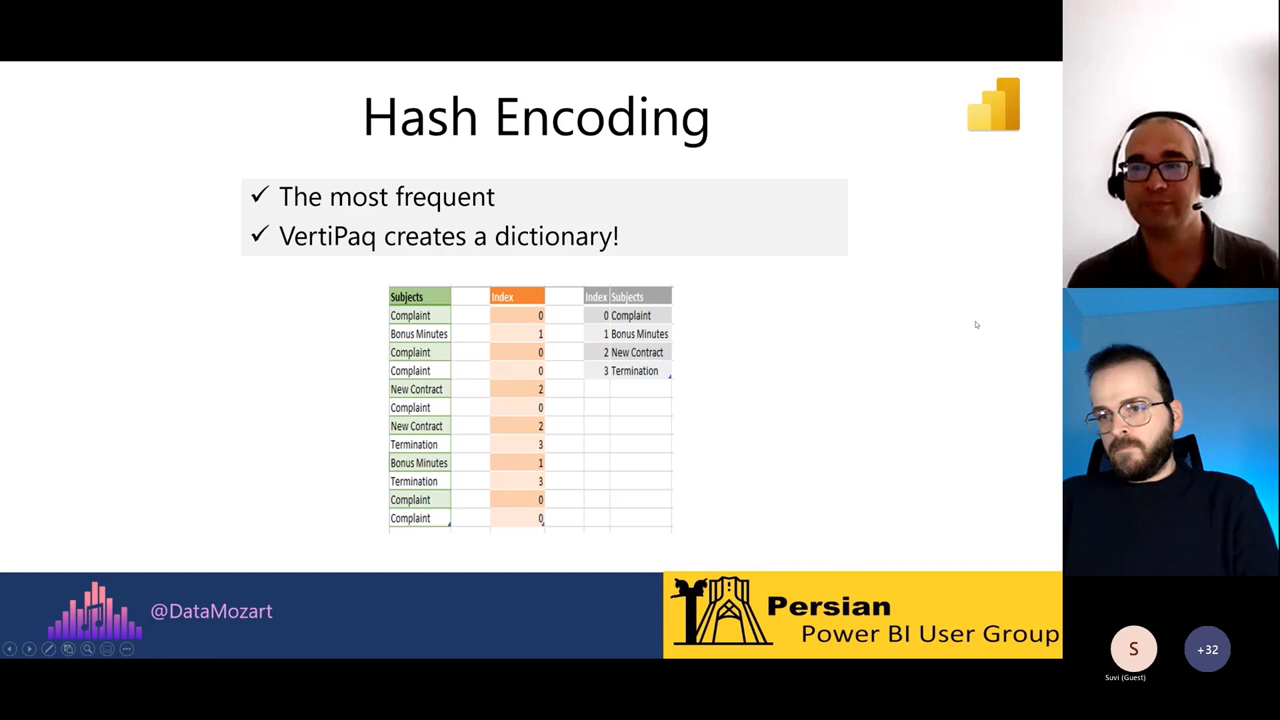 Hash Encoding
✓ The most frequent
✓ VertiPaq creates a dictionary!
Subjects Index Index Subjects
Complaint 0 0 Complaint
Bonus Minutes 1 1 Bonus Minutes
Complaint 0 2 New Contract
Complaint 0 3 Termination
New Contract 2
Complaint 0
New Contract 2
Termination 3
Bonus Minutes 1
Termination 3
Complaint 0
Complaint 0
@DataMozart
Persian
Power BI User Group
S
+32
Suvi (Guest)